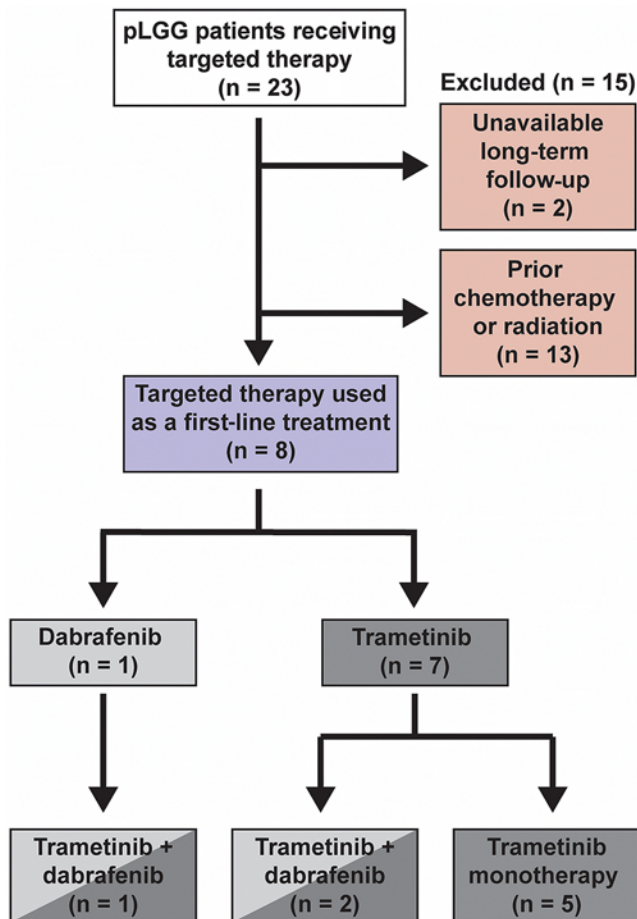 pLGG patients receiving
targeted therapy
(n = 23)
Excluded (n = 15)
Unavailable
long-term
follow-up
(n = 2)
Prior
chemotherapy
or radiation
(n = 13)
Targeted therapy used
as a first-line treatment
(n = 8)
Dabrafenib
(n = 1)
Trametinib
(n = 7)
Trametinib +
dabrafenib
(n = 1)
Trametinib +
dabrafenib
(n = 2)
Trametinib
monotherapy
(n = 5)